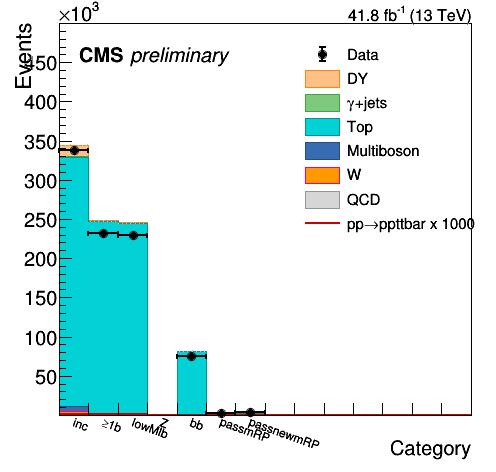 ×10³
41.8 fb⁻¹ (13 TeV)
Events
CMS preliminary
Data
DY
γ+jets
Top
Multiboson
W
QCD
pp→ppttbar x 1000
450
400
350
300
250
200
150
100
50
inc
≥1b
lowMib
Z
bb
passmRP
passnewmRP
Category